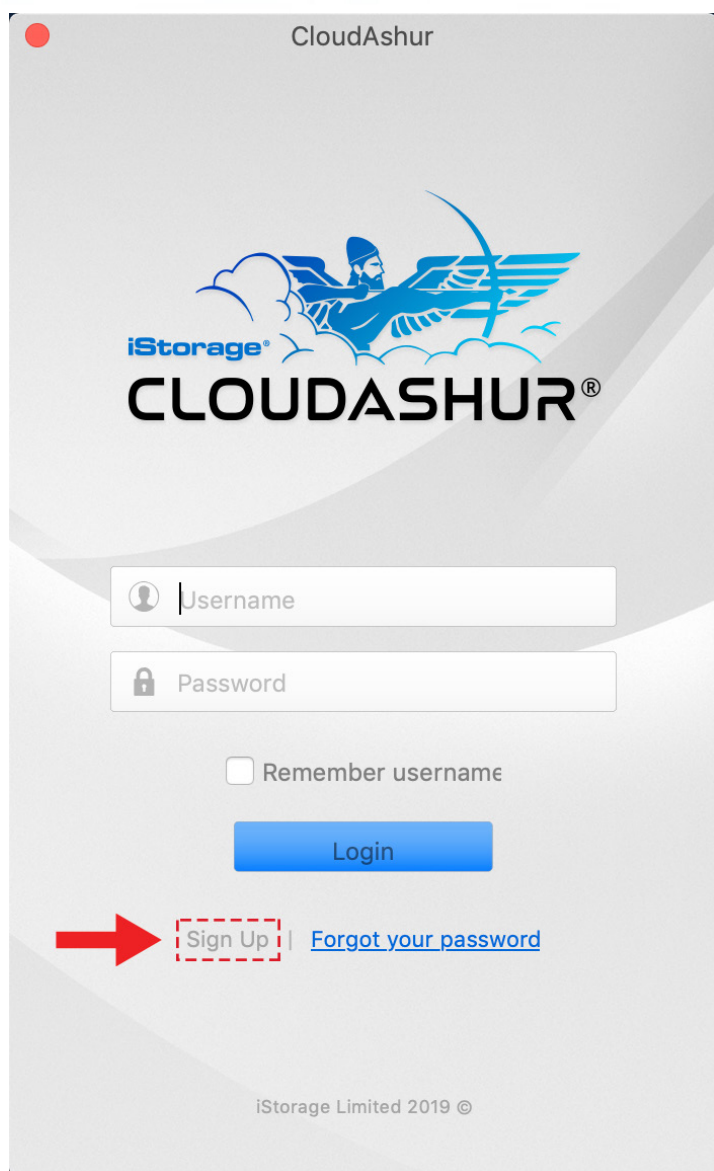 CloudAshur
iStorage®
CLOUDASHUR®
Username
Password
Remember username
Login
Sign Up | Forgot your password
iStorage Limited 2019 ©